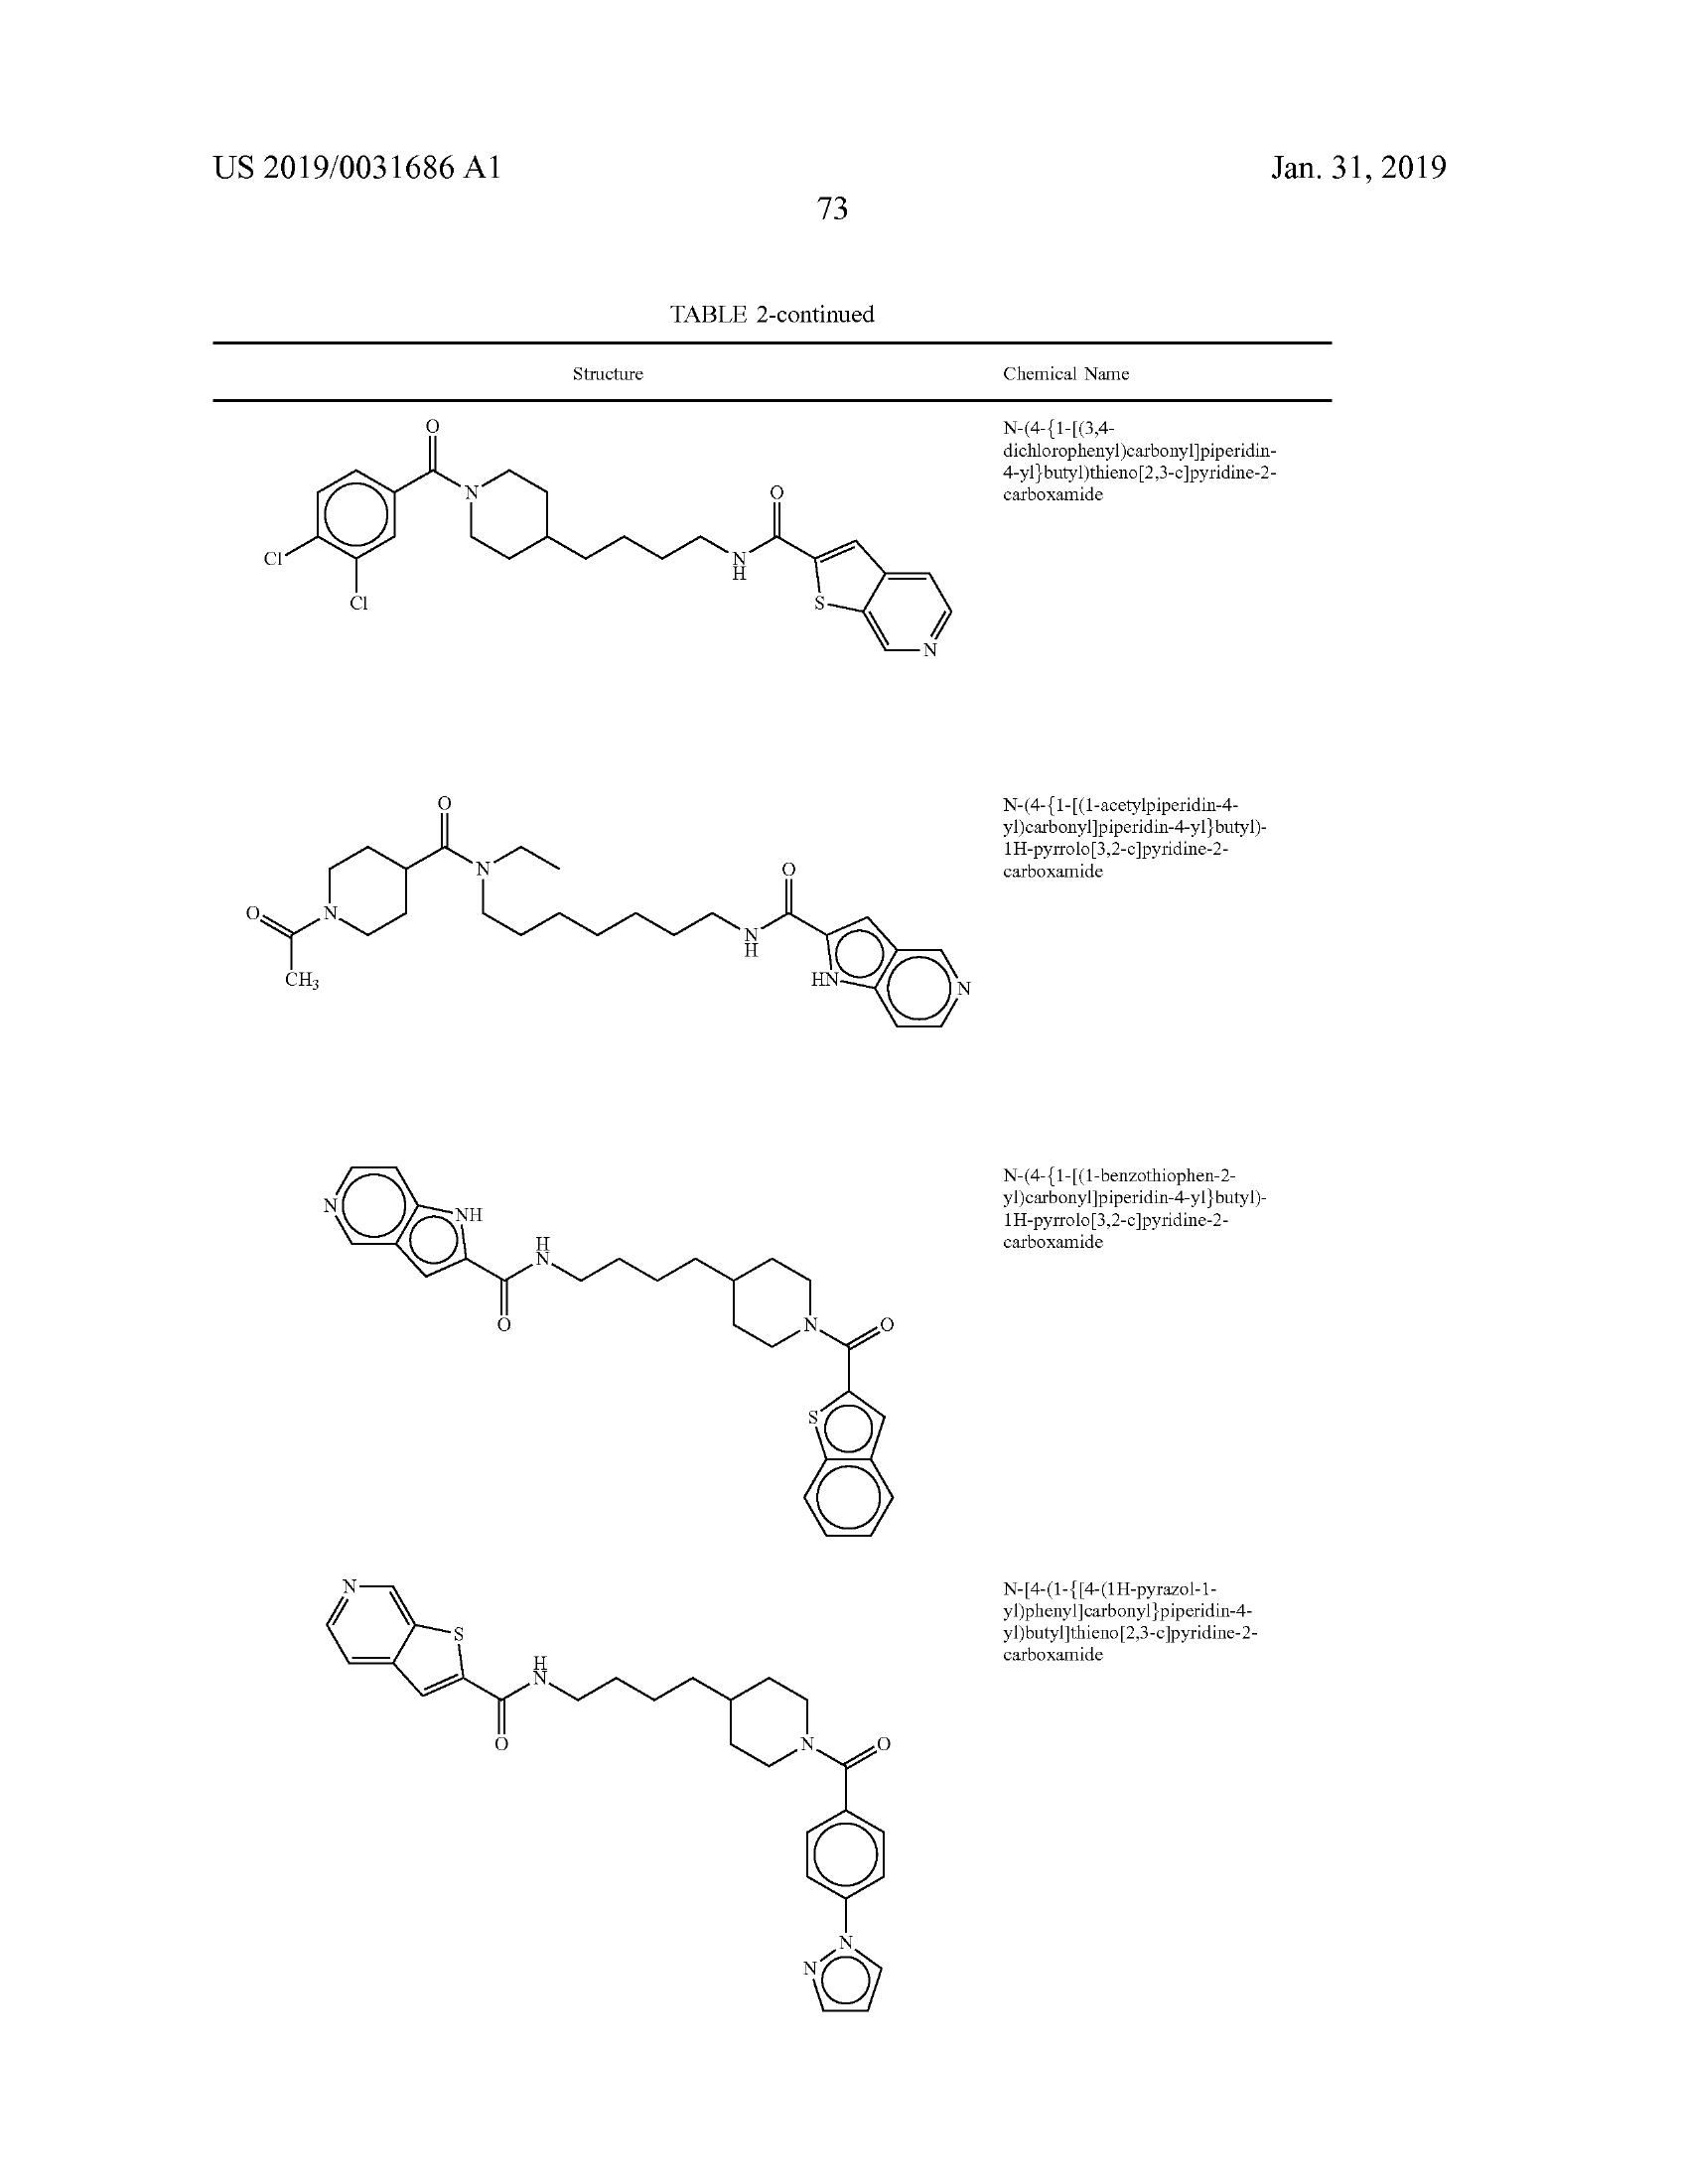 US 2019/0031686 A1
Jan. 31, 2019
73
TABLE 2-continued
Structure
Chemical Name
N-(4-{1-[(3,4-
dichlorophenyl)carbonyl]piperidin-
4-yl}butyl)thieno[2,3-c]pyridine-2-
carboxamide
O
N
O
Cl
N
H
Cl
S
N
N-(4-{1-[(1-acetylpiperidin-4-
yl)carbonyl]piperidin-4-yl}butyl)-
1H-pyrrolo[3,2-c]pyridine-2-
carboxamide
O
N
O
O
N
N
H
CH3
HN
N
N-(4-{1-[(1-benzothiophen-2-
yl)carbonyl]piperidin-4-yl}butyl)-
1H-pyrrolo[3,2-c]pyridine-2-
carboxamide
N
NH
H
N
O
N
O
S
N-[4-(1-{[4-(1H-pyrazol-1-
yl)phenyl]carbonyl}piperidin-4-
yl)butyl]thieno[2,3-c]pyridine-2-
carboxamide
N
S
H
N
O
N
O
N
N